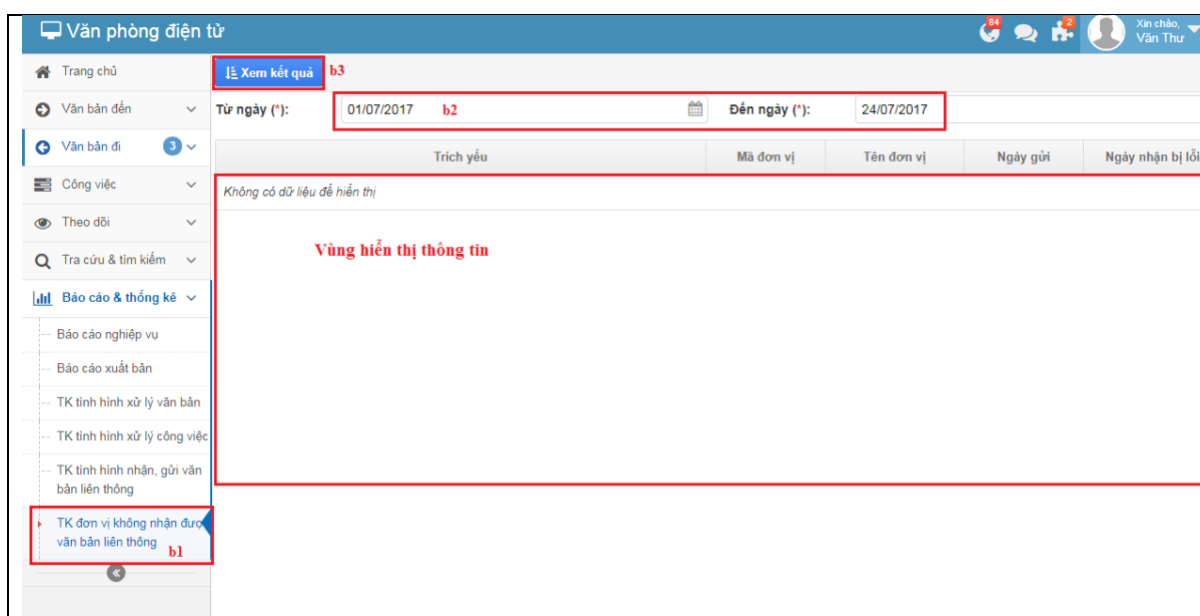 Văn phòng điện tử
84
2
Xin chào,
Văn Thư
Trang chủ
Văn bản đến
Văn bản đi
3
Công việc
Theo dõi
Tra cứu & tìm kiếm
Báo cáo & thống kê
Báo cáo nghiệp vụ
Báo cáo xuất bản
TK tình hình xử lý văn bản
TK tình hình xử lý công việc
TK tình hình nhận, gửi văn
bản liên thông
TK đơn vị không nhận được
văn bản liên thông
b1
Xem kết quả
b3
Từ ngày (*):
01/07/2017
b2
Đến ngày (*):
24/07/2017
Trích yếu
Mã đơn vị
Tên đơn vị
Ngày gửi
Ngày nhận bị lỗi
Không có dữ liệu để hiển thị
Vùng hiển thị thông tin